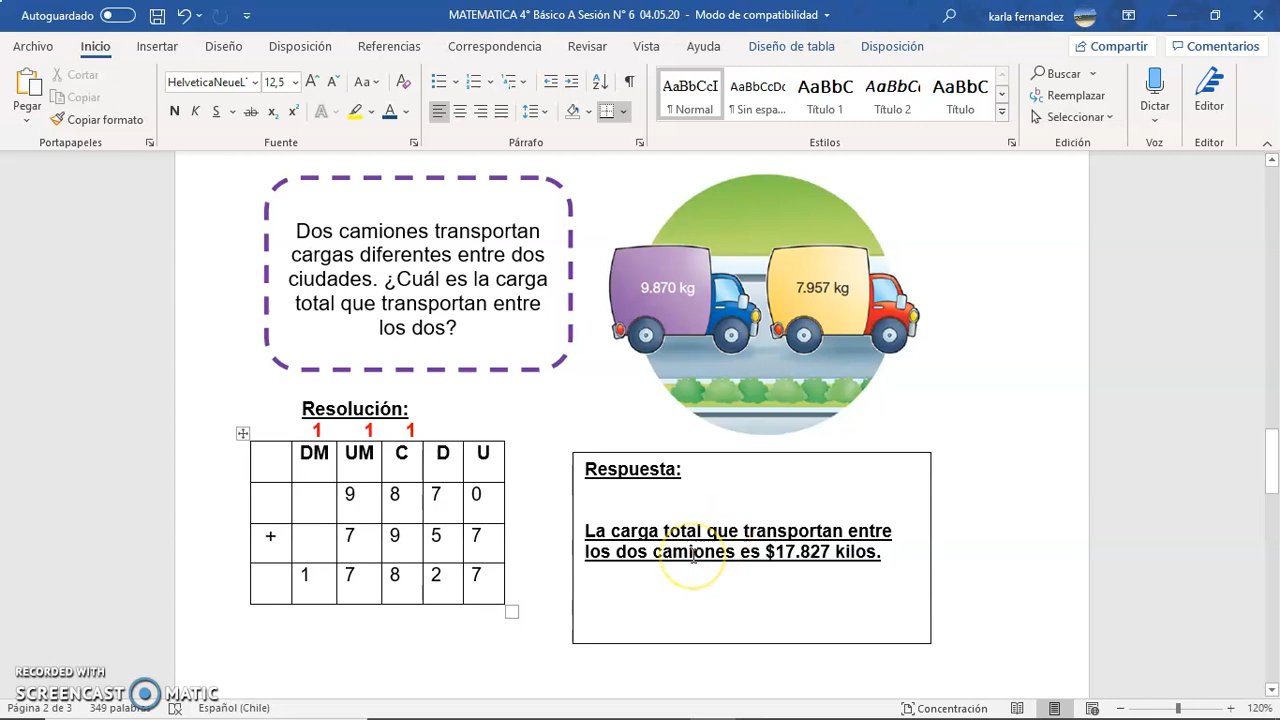 Autoguardado
MATEMATICA 4° Básico A Sesión N° 6 04.05.20 - Modo de compatibilidad
karla fernandez
Archivo Inicio Insertar Diseño Disposición Referencias Correspondencia Revisar Vista Ayuda Diseño de tabla Disposición Compartir Comentarios
Pegar
Cortar
Copiar
Copiar formato
Portapapeles
HelveticaNeueL 12,5
Aa
N K S ab x₂ x² A A
Fuente
Párrafo
AaBbCcI AaBbCcDc AaBbC AaBbCc AaBbC
¶ Normal ¶ Sin espa... Título 1 Título 2 Título
Estilos
Buscar
Reemplazar
Seleccionar
Edición
Dictar
Voz
Editor
Editor
Dos camiones transportan
cargas diferentes entre dos
ciudades. ¿Cuál es la carga
total que transportan entre
los dos?
9.870 kg 7.957 kg
Resolución:
1 1 1
DM UM C D U
9 8 7 0
+ 7 9 5 7
1 7 8 2 7
Respuesta:
La carga total que transportan entre
los dos camiones es $17.827 kilos.
RECORDED WITH
SCREENCAST MATIC
Página 2 de 3 349 palabras Español (Chile) Concentración 120%